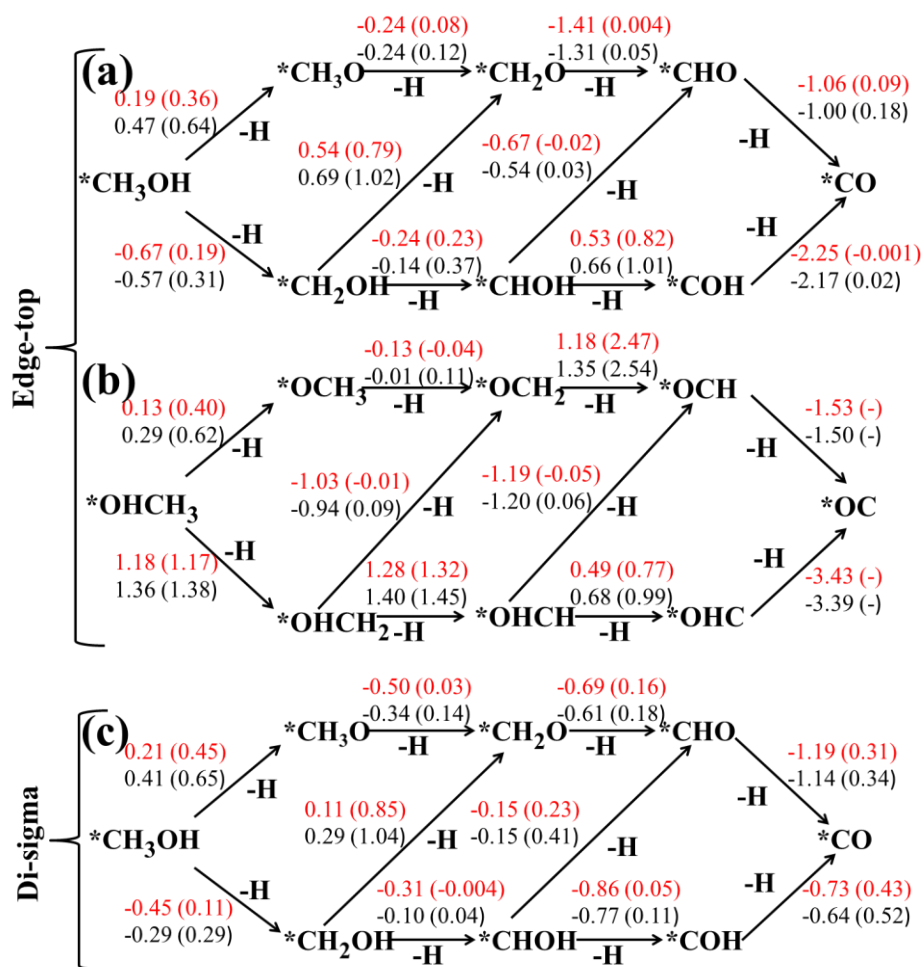 Edge-top
(a)
-0.24 (0.08)
-0.24 (0.12)
-1.41 (0.004)
-1.31 (0.05)
*CH₃O
-H
*CH₂O
-H
*CHO
0.19 (0.36)
0.47 (0.64)
-H
-1.06 (0.09)
-1.00 (0.18)
-H
0.54 (0.79)
0.69 (1.02)
-H
-0.67 (-0.02)
-0.54 (0.03)
-H
*CH₃OH
*CO
-H
-0.67 (0.19)
-0.57 (0.31)
-0.24 (0.23)
-0.14 (0.37)
0.53 (0.82)
0.66 (1.01)
-H
-2.25 (-0.001)
-2.17 (0.02)
*CH₂OH
-H
*CHOH
-H
*COH
(b)
-0.13 (-0.04)
-0.01 (0.11)
1.18 (2.47)
1.35 (2.54)
*OCH₃
-H
*OCH₂
-H
*OCH
0.13 (0.40)
0.29 (0.62)
-H
-1.53 (-)
-1.50 (-)
-H
-1.03 (-0.01)
-0.94 (0.09)
-H
-1.19 (-0.05)
-1.20 (0.06)
-H
*OHCH₃
*OC
-H
1.18 (1.17)
1.36 (1.38)
1.28 (1.32)
1.40 (1.45)
0.49 (0.77)
0.68 (0.99)
-H
-3.43 (-)
-3.39 (-)
*OHCH₂
-H
*OHCH
-H
*OHC
Di-sigma
(c)
-0.50 (0.03)
-0.34 (0.14)
-0.69 (0.16)
-0.61 (0.18)
*CH₃O
-H
*CH₂O
-H
*CHO
0.21 (0.45)
0.41 (0.65)
-H
-1.19 (0.31)
-1.14 (0.34)
-H
0.11 (0.85)
0.29 (1.04)
-H
-0.15 (0.23)
-0.15 (0.41)
-H
*CH₃OH
*CO
-H
-0.45 (0.11)
-0.29 (0.29)
-0.31 (-0.004)
-0.10 (0.04)
-0.86 (0.05)
-0.77 (0.11)
-H
-0.73 (0.43)
-0.64 (0.52)
*CH₂OH
-H
*CHOH
-H
*COH